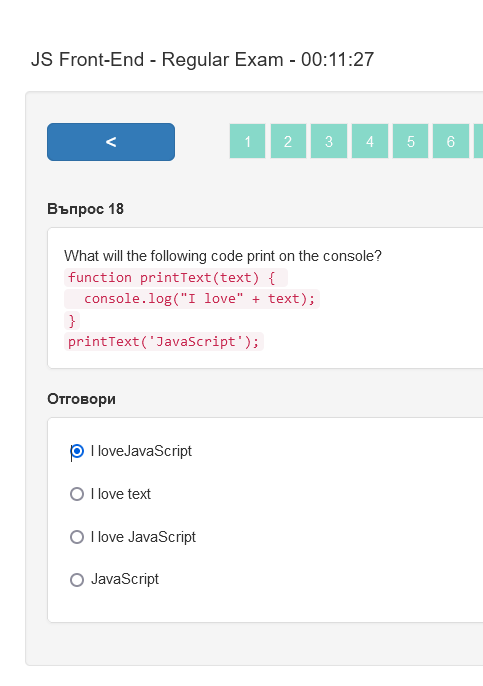 JS Front-End - Regular Exam - 00:11:27
< 1 2 3 4 5 6
Въпрос 18
What will the following code print on the console?
function printText(text) {
console.log("I love" + text);
}
printText('JavaScript');
Отговори
I loveJavaScript
I love text
I love JavaScript
JavaScript